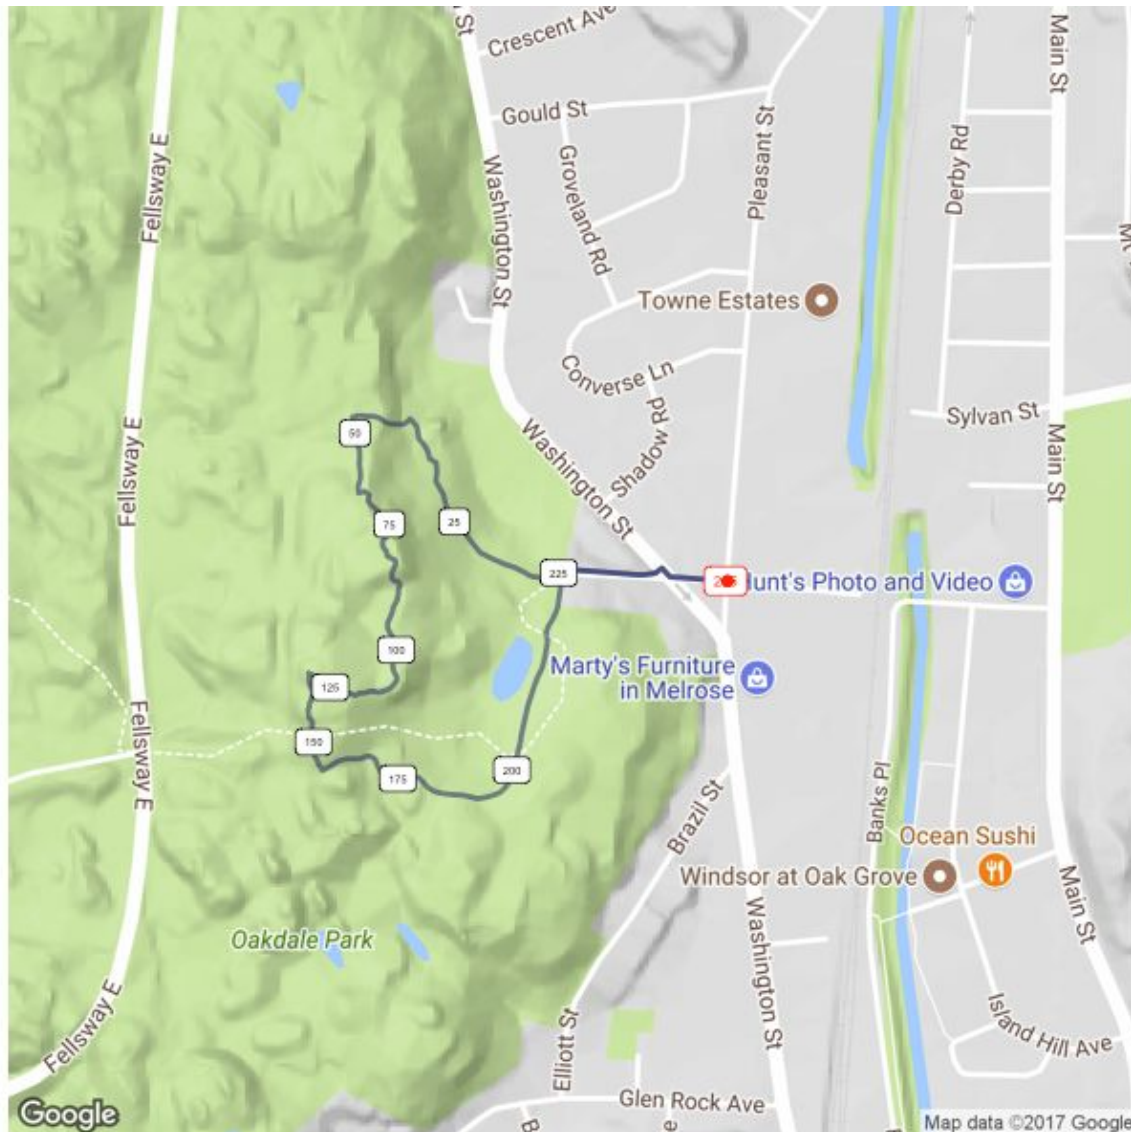 St
Crescent Ave
Main St
Gould St
Fellsway E
Washington St
Groveland Rd
Pleasant St
Derby Rd
Towne Estates
Converse Ln
Shadow Rd
Sylvan St
Fellsway E
Washington St
Main St
50
75
25
225
Hunt's Photo and Video
100
Marty's Furniture
in Melrose
125
150
175
200
Fellsway E
Banks Pl
Brazil St
Ocean Sushi
Windsor at Oak Grove
Main St
Oakdale Park
Washington St
Fellsway E
Elliott St
Island Hill Ave
Glen Rock Ave
Google
Map data ©2017 Google